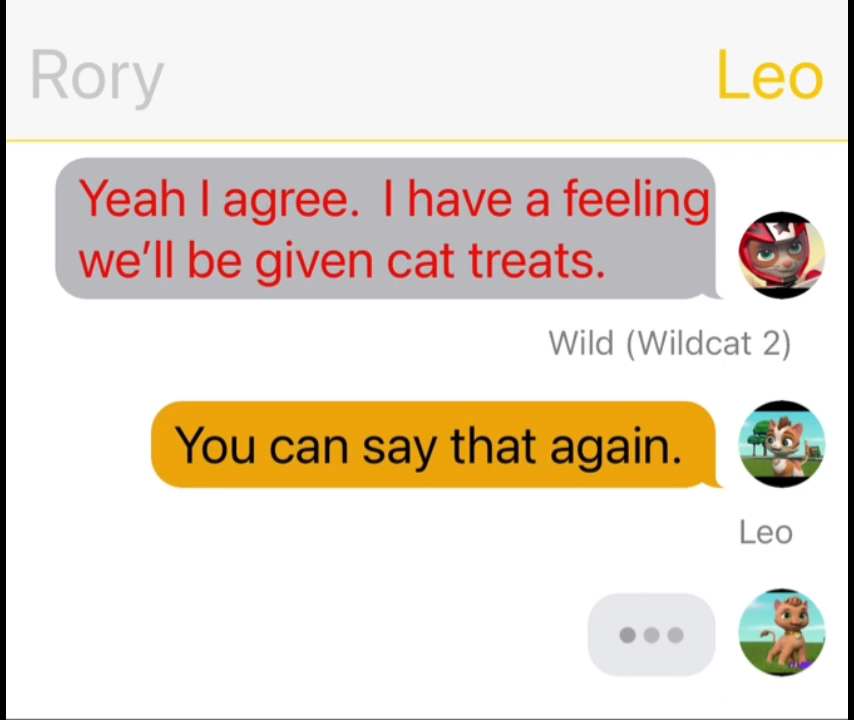 Rory
Leo
Yeah I agree.  I have a feeling
we’ll be given cat treats.
Wild (Wildcat 2)
You can say that again.
Leo